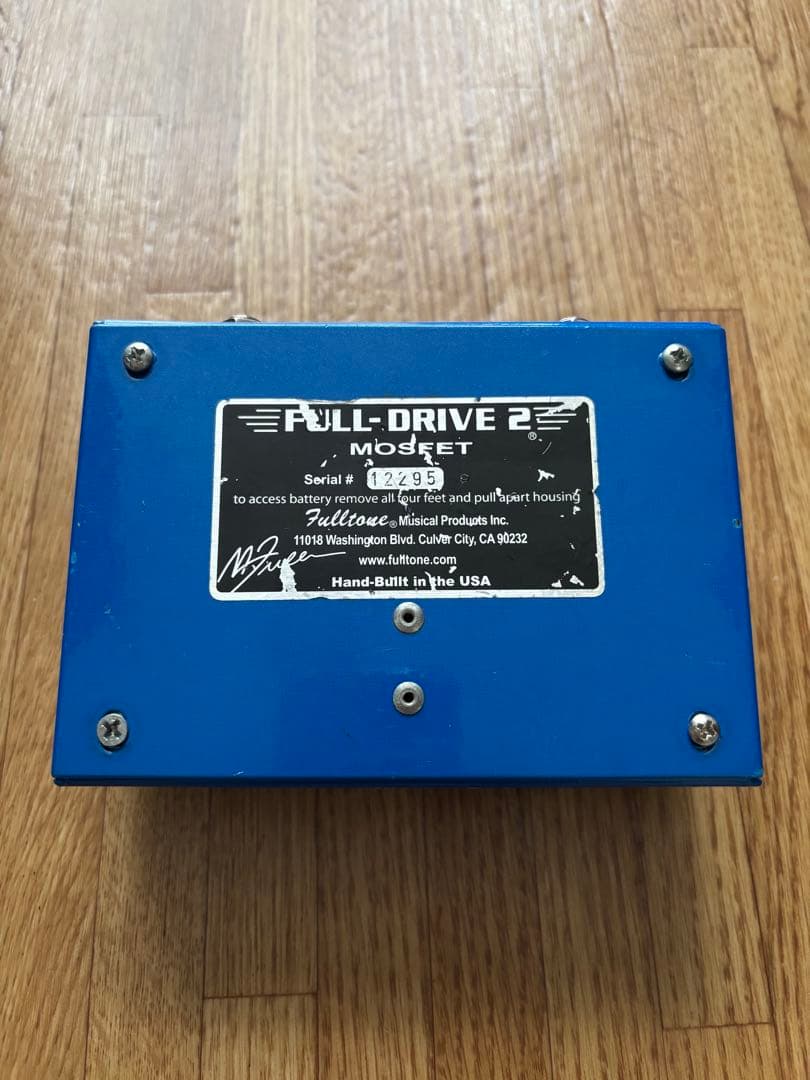 FULL-DRIVE 2®
MOSFET
Serial # 12295
to access battery remove all four feet and pull apart housing
Fulltone® Musical Products Inc.
11018 Washington Blvd. Culver City, CA 90232
M.Fuller www.fulltone.com
Hand-Built in the USA